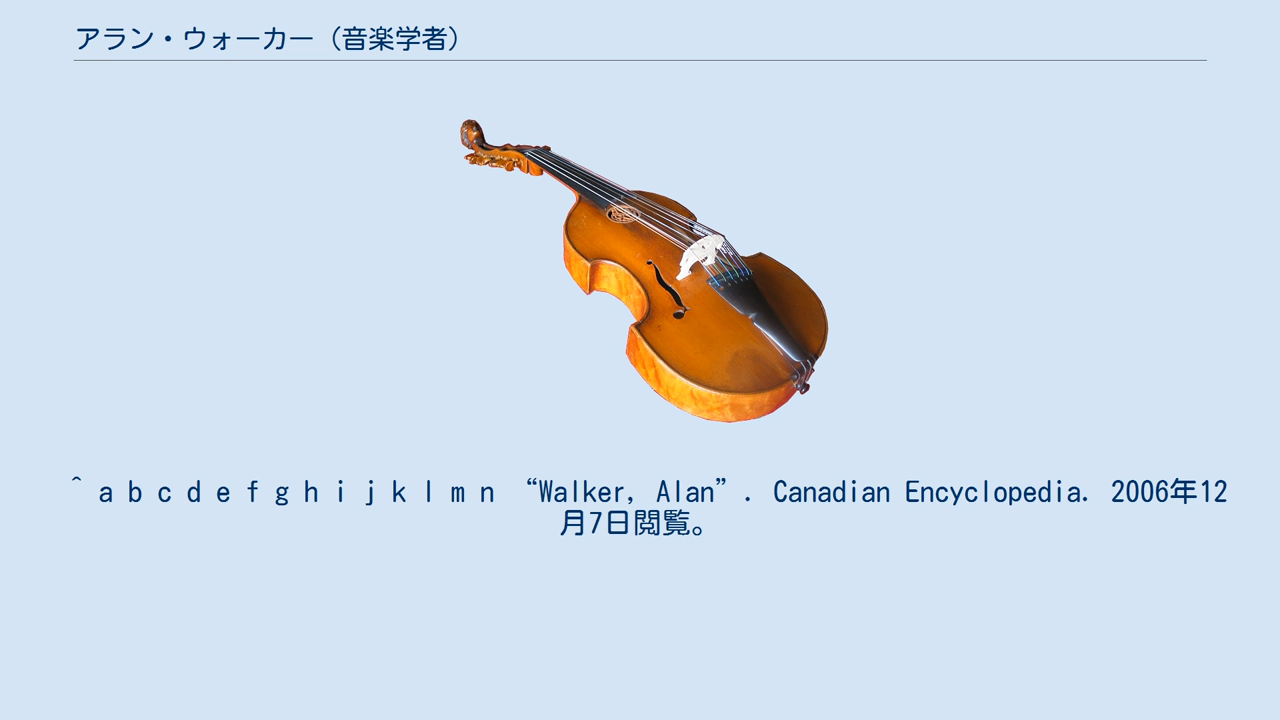 アラン・ウォーカー（音楽学者）
^ a b c d e f g h i j k l m n “Walker, Alan”. Canadian Encyclopedia. 2006年12
月7日閲覧。